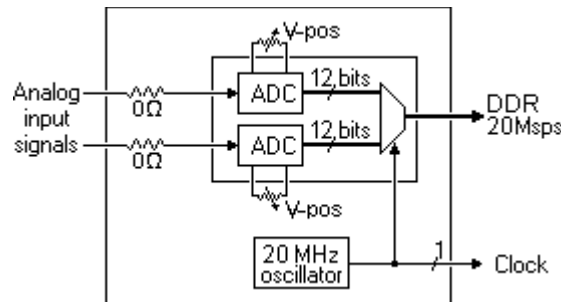 V-pos
12 bits
Analog
input
signals
0Ω
ADC
DDR
20Msps
12 bits
0Ω
ADC
V-pos
20 MHz
oscillator
1
Clock